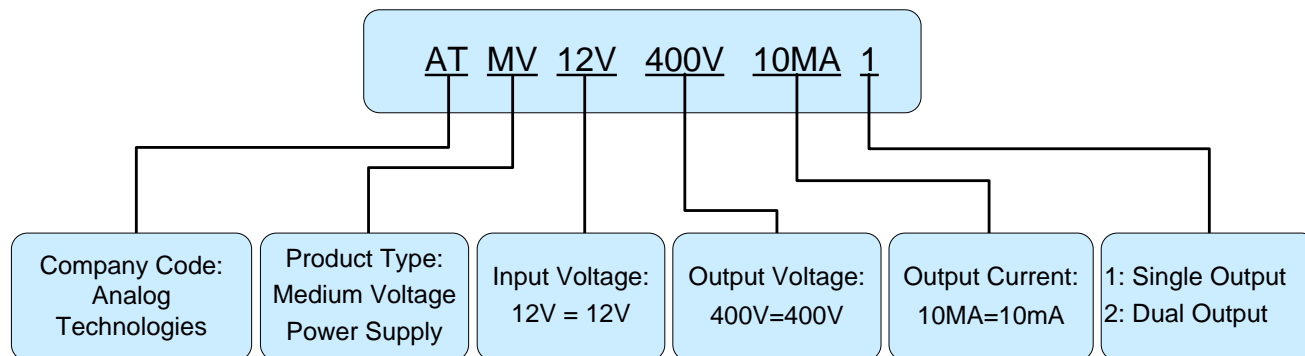 AT MV 12V 400V 10MA 1
Company Code:
Analog
Technologies
Product Type:
Medium Voltage
Power Supply
Input Voltage:
12V = 12V
Output Voltage:
400V=400V
Output Current:
10MA=10mA
1: Single Output
2: Dual Output